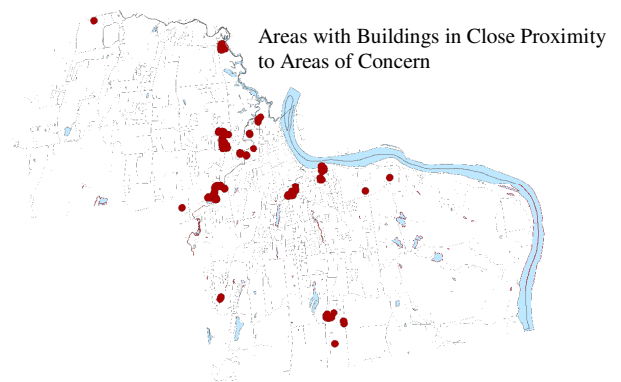 Areas with Buildings in Close Proximity
to Areas of Concern